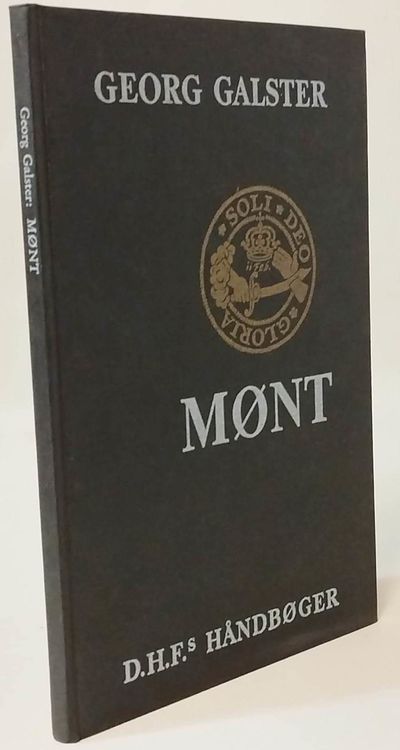 Georg Galster: MØNT
GEORG GALSTER
SOLI DEO
GLORIA
MØNT
D.H.F.s HÅNDBØGER